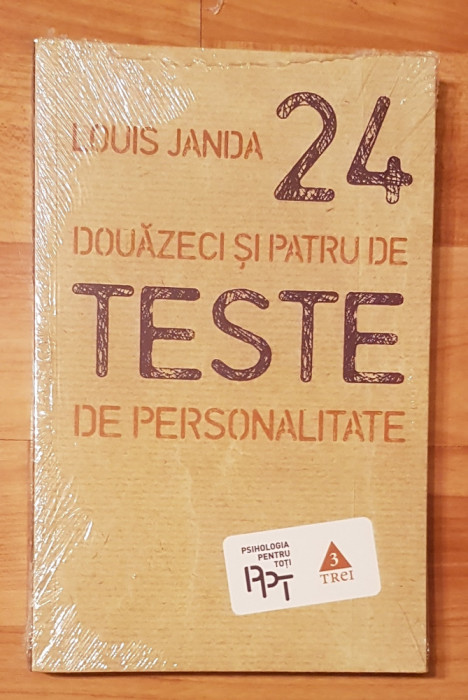 LOUIS JANDA 24
DOUĂZECI ȘI PATRU DE
TESTE
DE PERSONALITATE
PSIHOLOGIA
PENTRU
TOȚI
PPT
3
TREI